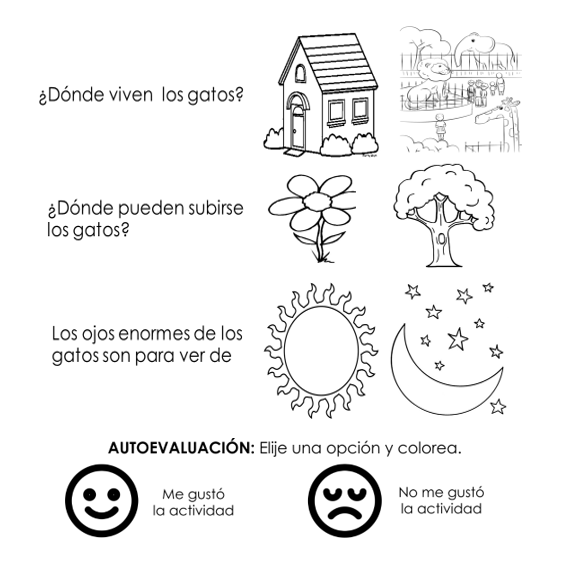 ¿Dónde viven los gatos?
¿Dónde pueden subirse
los gatos?
Los ojos enormes de los
gatos son para ver de
AUTOEVALUACIÓN: Elije una opción y colorea.
Me gustó
la actividad
No me gustó
la actividad